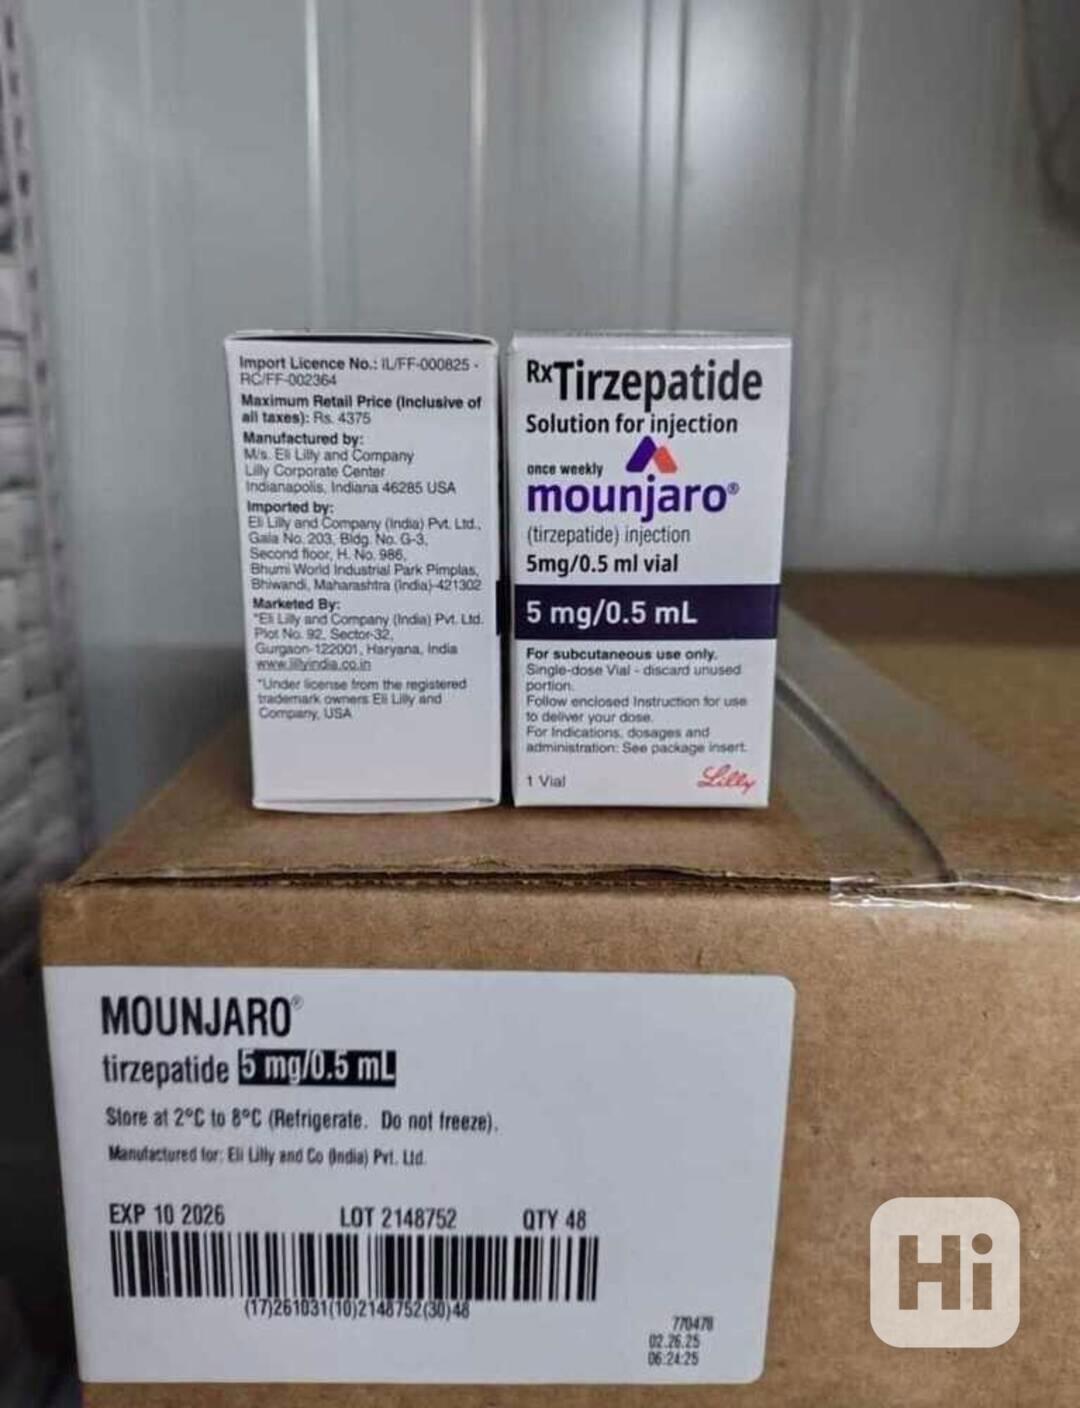 Import Licence No.: IL/FF-000825 -
RC/FF-002364
Maximum Retail Price (Inclusive of
all taxes): Rs. 4375
Manufactured by:
M/s. Eli Lilly and Company
Lilly Corporate Center
Indianapolis, Indiana 46285 USA
Imported by:
Eli Lilly and Company (India) Pvt. Ltd.,
Gala No. 203, Bldg. No. G-3,
Second floor, H. No. 986,
Bhumi World Industrial Park Pimplas,
Bhiwandi, Maharashtra (India)-421302
Marketed By:
*Eli Lilly and Company (India) Pvt. Ltd.
Plot No. 92, Sector-32,
Gurgaon-122001, Haryana, India
www.lillyindia.co.in
*Under license from the registered
trademark owners Eli Lilly and
Company, USA
RxTirzepatide
Solution for injection
once weekly
mounjaro®
(tirzepatide) injection
5mg/0.5 ml vial
5 mg/0.5 mL
For subcutaneous use only.
Single-dose Vial - discard unused
portion.
Follow enclosed Instruction for use
to deliver your dose.
For Indications, dosages and
administration: See package insert.
1 Vial
Lilly
MOUNJARO®
tirzepatide 5 mg/0.5 mL
Store at 2°C to 8°C (Refrigerate. Do not freeze).
Manufactured for: Eli Lilly and Co (India) Pvt. Ltd.
EXP 10 2026 LOT 2148752 QTY 48
(17)261031(10)2148752(30)48
770478
02.26.25
06:24:25
Hi